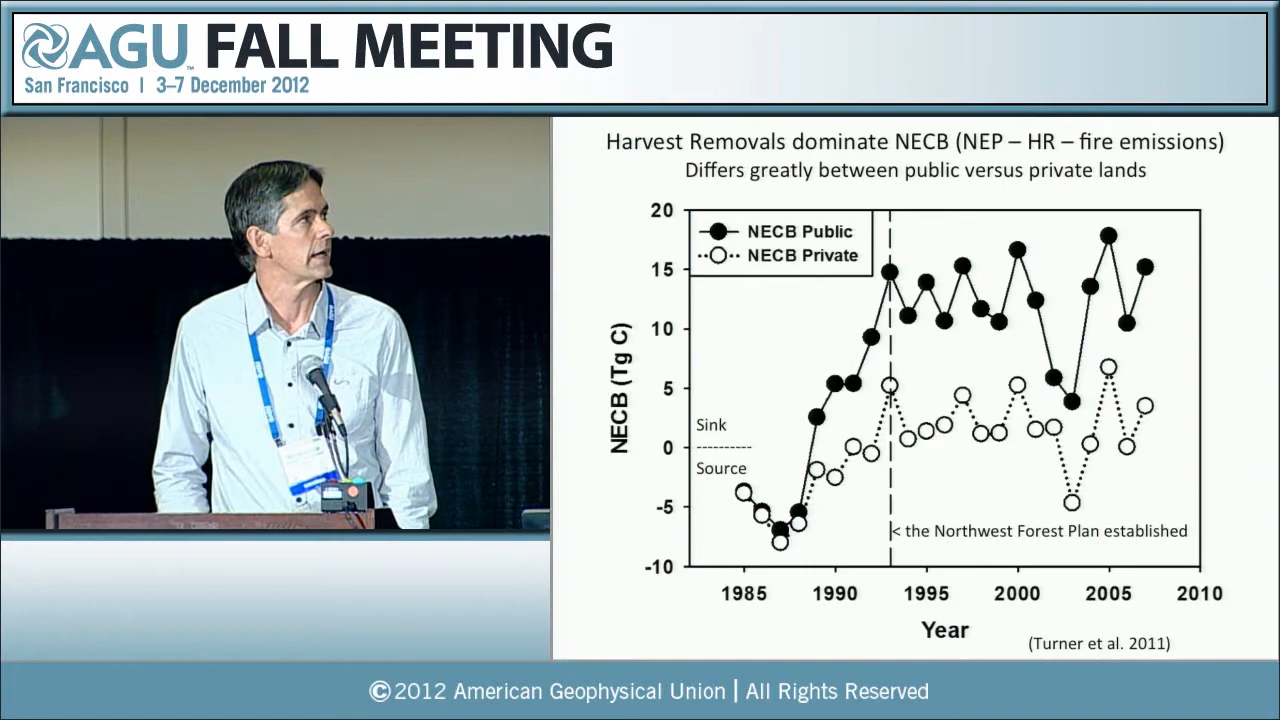 AGU™ FALL MEETING
San Francisco | 3–7 December 2012
Harvest Removals dominate NECB (NEP – HR – fire emissions)
Differs greatly between public versus private lands
20
15
10
5
0
-5
-10
NECB (Tg C)
NECB Public
NECB Private
Sink
Source
< the Northwest Forest Plan established
1985 1990 1995 2000 2005 2010
Year
(Turner et al. 2011)
©2012 American Geophysical Union | All Rights Reserved